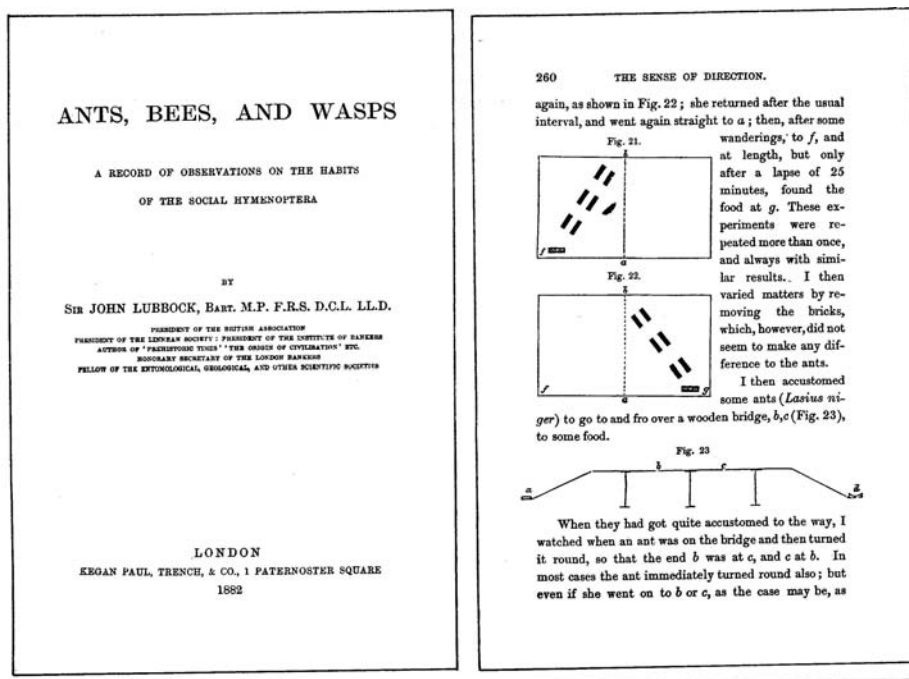 ANTS, BEES, AND WASPS
A RECORD OF OBSERVATIONS ON THE HABITS
OF THE SOCIAL HYMENOPTERA
BY
SIR JOHN LUBBOCK, BART. M.P. F.R.S. D.C.L. LL.D.
PRESIDENT OF THE BRITISH ASSOCIATION
PRESIDENT OF THE LINNEAN SOCIETY : PRESIDENT OF THE INSTITUTE OF BANKERS
AUTHOR OF 'PREHISTORIC TIMES' 'THE ORIGIN OF CIVILISATION' ETC.
HONORARY SECRETARY OF THE LONDON BANKERS
FELLOW OF THE ENTOMOLOGICAL, GEOLOGICAL, AND OTHER SCIENTIFIC SOCIETIES
LONDON
KEGAN PAUL, TRENCH, & CO., 1 PATERNOSTER SQUARE
1882
260 THE SENSE OF DIRECTION.
again, as shown in Fig. 22 ; she returned after the usual
interval, and went again straight to a ; then, after some
wanderings, to f, and
at length, but only
after a lapse of 25
minutes, found the
food at g. These ex-
periments were re-
peated more than once,
and always with simi-
lar results. I then
varied matters by re-
moving the bricks,
which, however, did not
seem to make any dif-
ference to the ants.
I then accustomed
some ants (Lasius ni-
Fig. 21.
b
f
a
Fig. 22.
b
f
g
a
ger) to go to and fro over a wooden bridge, b,c (Fig. 23),
to some food.
Fig. 23
a b c d
When they had got quite accustomed to the way, I
watched when an ant was on the bridge and then turned
it round, so that the end b was at c, and c at b. In
most cases the ant immediately turned round also ; but
even if she went on to b or c, as the case may be, as